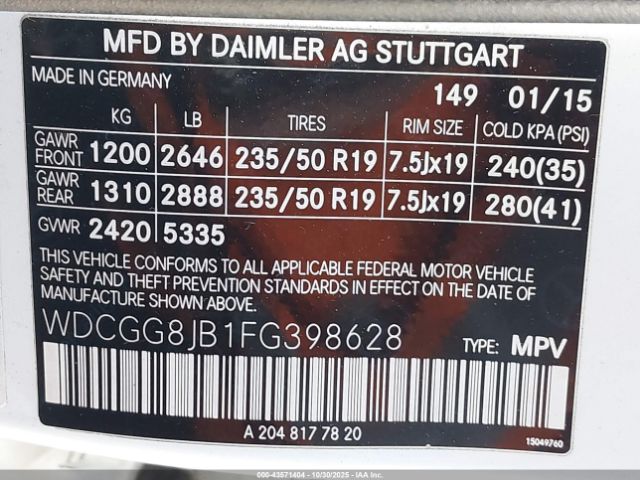 MFD BY DAIMLER AG STUTTGART
MADE IN GERMANY 149 01/15
KG LB TIRES RIM SIZE COLD KPA(PSI)
GAWR FRONT 1200 2646 235/50 R19 7.5Jx19 240(35)
GAWR REAR 1310 2888 235/50 R19 7.5Jx19 280(41)
GVWR 2420 5335
THIS VEHICLE CONFORMS TO ALL APPLICABLE FEDERAL MOTOR VEHICLE
SAFETY AND THEFT PREVENTION STANDARDS IN EFFECT ON THE DATE OF
MANUFACTURE SHOWN ABOVE.
WDCGG8JB1FG398628 TYPE: MPV
A 204 817 78 20
15049760
000-43571404 - 10/30/2025 - IAAI.COM